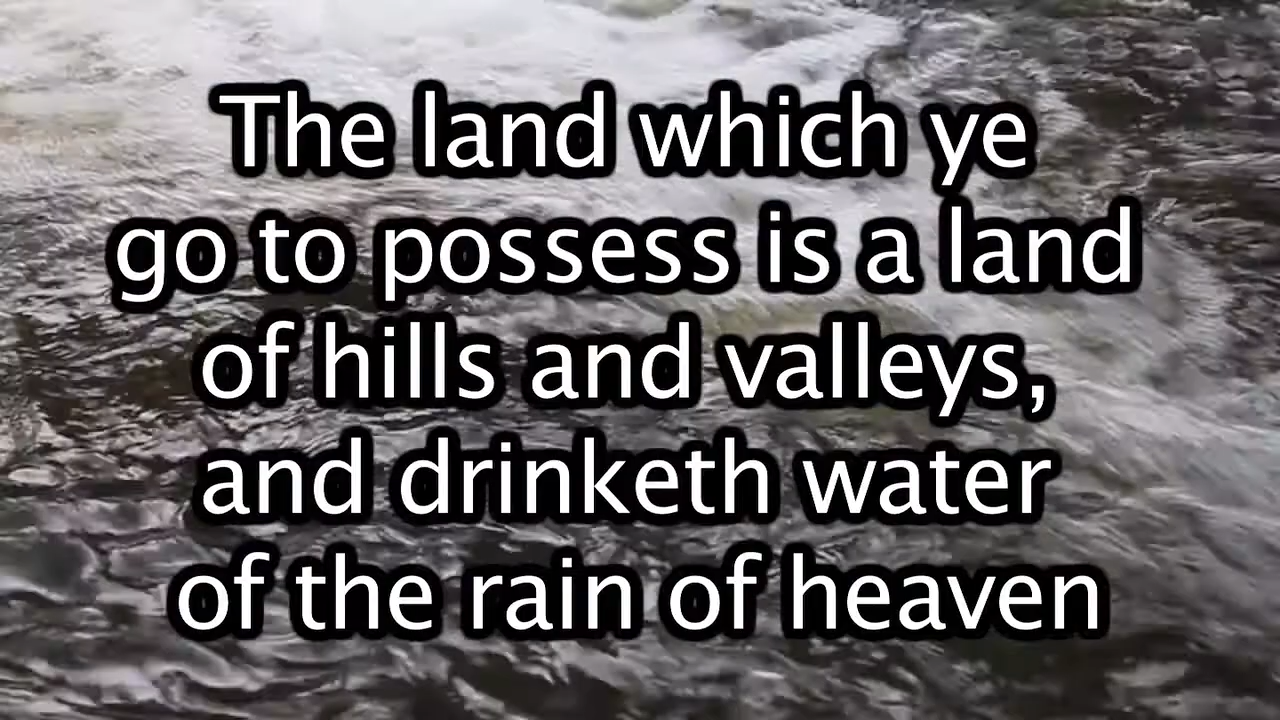 The land which ye
go to possess is a land
of hills and valleys,
and drinketh water
of the rain of heaven